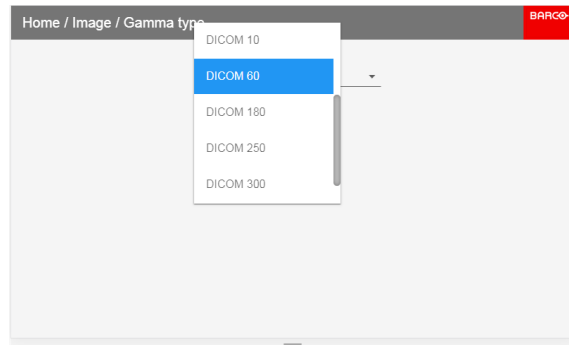 Home / Image / Gamma type
BARCO
DICOM 10
DICOM 60
DICOM 180
DICOM 250
DICOM 300